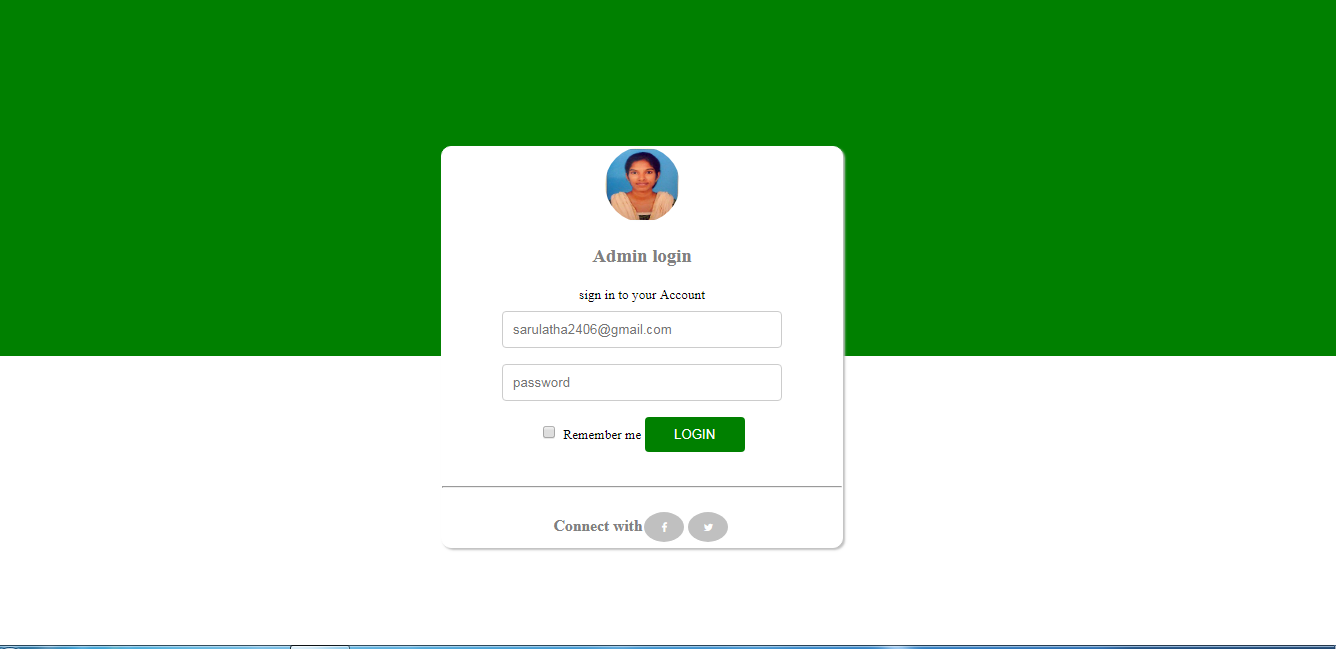 Admin login
sign in to your Account
sarulatha2406@gmail.com
password
Remember me LOGIN
Connect with